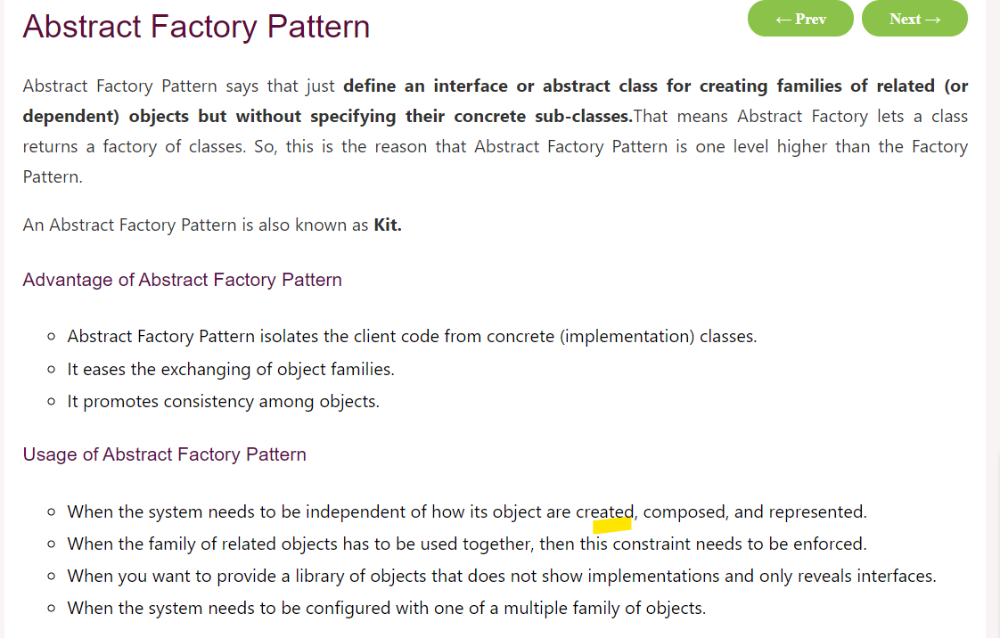 Abstract Factory Pattern
← Prev
Next →
Abstract Factory Pattern says that just define an interface or abstract class for creating families of related (or
dependent) objects but without specifying their concrete sub-classes.That means Abstract Factory lets a class
returns a factory of classes. So, this is the reason that Abstract Factory Pattern is one level higher than the Factory
Pattern.
An Abstract Factory Pattern is also known as Kit.
Advantage of Abstract Factory Pattern
Abstract Factory Pattern isolates the client code from concrete (implementation) classes.
It eases the exchanging of object families.
It promotes consistency among objects.
Usage of Abstract Factory Pattern
When the system needs to be independent of how its object are created, composed, and represented.
When the family of related objects has to be used together, then this constraint needs to be enforced.
When you want to provide a library of objects that does not show implementations and only reveals interfaces.
When the system needs to be configured with one of a multiple family of objects.